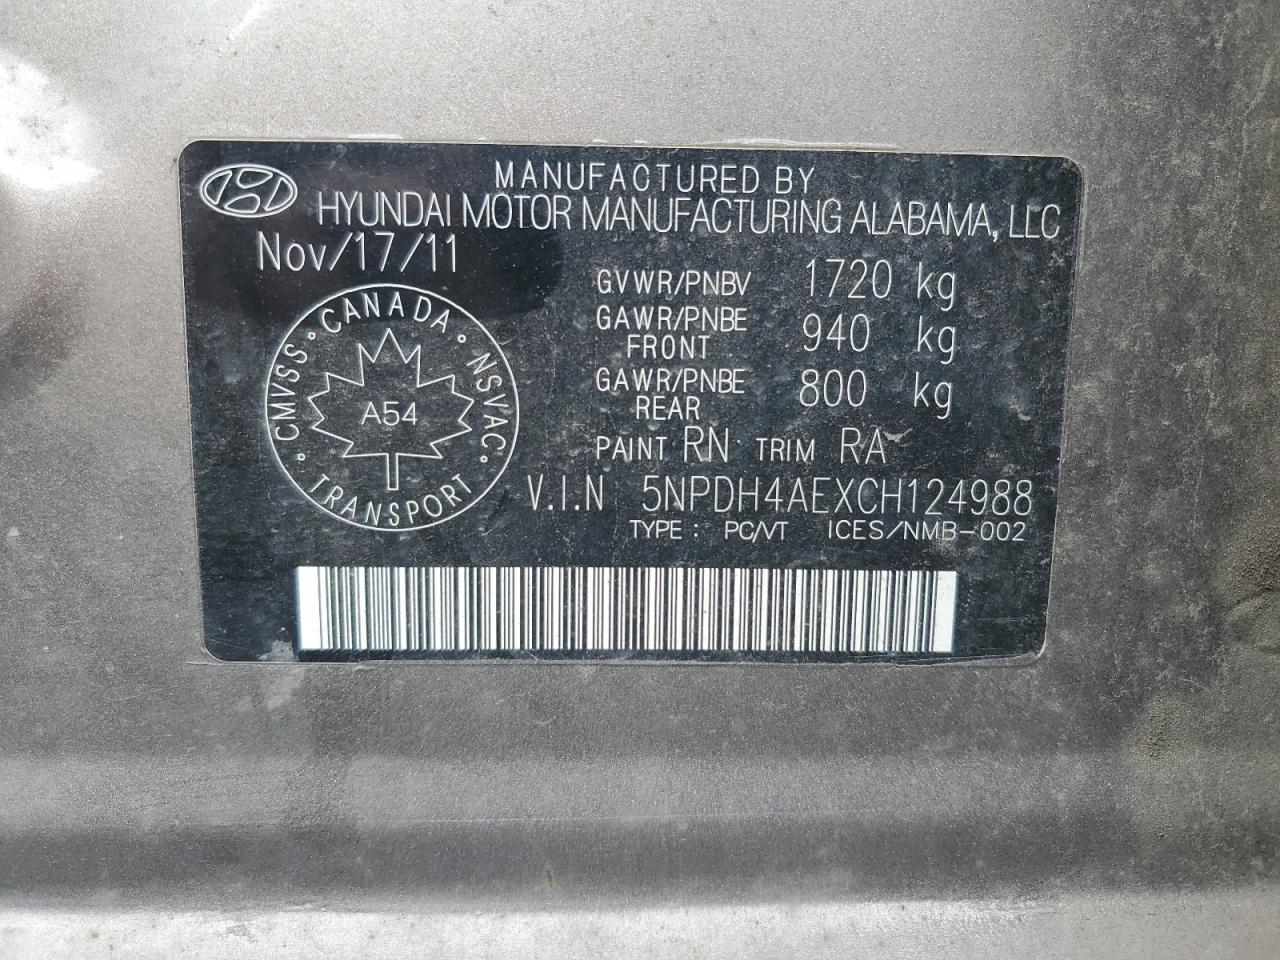 MANUFACTURED BY
HYUNDAI MOTOR MANUFACTURING ALABAMA, LLC
Nov/17/11
GVWR/PNBV 1720 kg
GAWR/PNBE FRONT 940 kg
GAWR/PNBE REAR 800 kg
PAINT RN TRIM RA
V.I.N 5NPDH4AEXCH124988
TYPE : PC/VT ICES/NMB-002
CANADA
CMVSS · NSVAC
A54
TRANSPORT